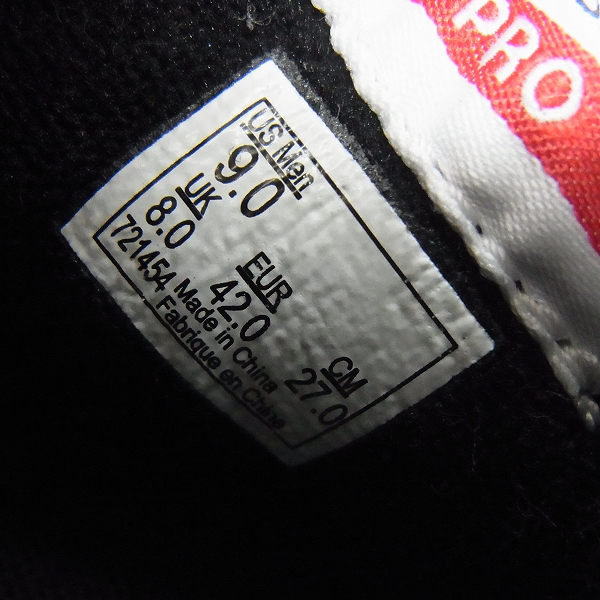 US Men
9.0
UK EUR CM
8.0 42.0 27.0
721454 Made in China
Fabrique en Chine
PRO